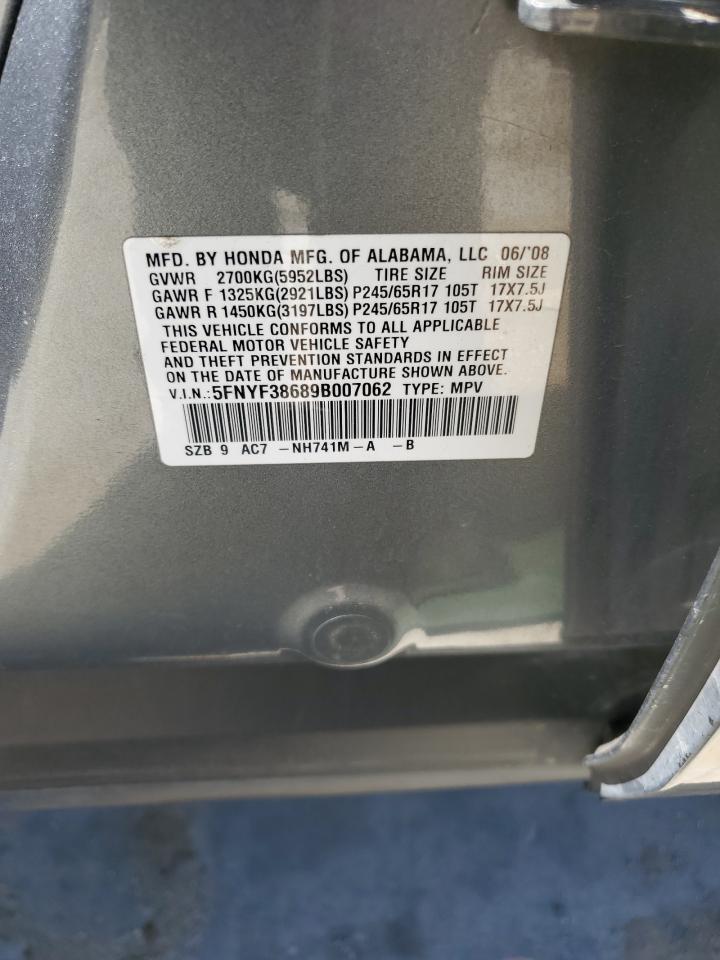 MFD. BY HONDA MFG. OF ALABAMA, LLC 06/'08
GVWR 2700KG(5952LBS) TIRE SIZE RIM SIZE
GAWR F 1325KG(2921LBS) P245/65R17 105T 17X7.5J
GAWR R 1450KG(3197LBS) P245/65R17 105T 17X7.5J
THIS VEHICLE CONFORMS TO ALL APPLICABLE
FEDERAL MOTOR VEHICLE SAFETY
AND THEFT PREVENTION STANDARDS IN EFFECT
ON THE DATE OF MANUFACTURE SHOWN ABOVE.
V.I.N.:5FNYF38689B007062 TYPE: MPV
SZB 9 AC7 -NH741M-A -B